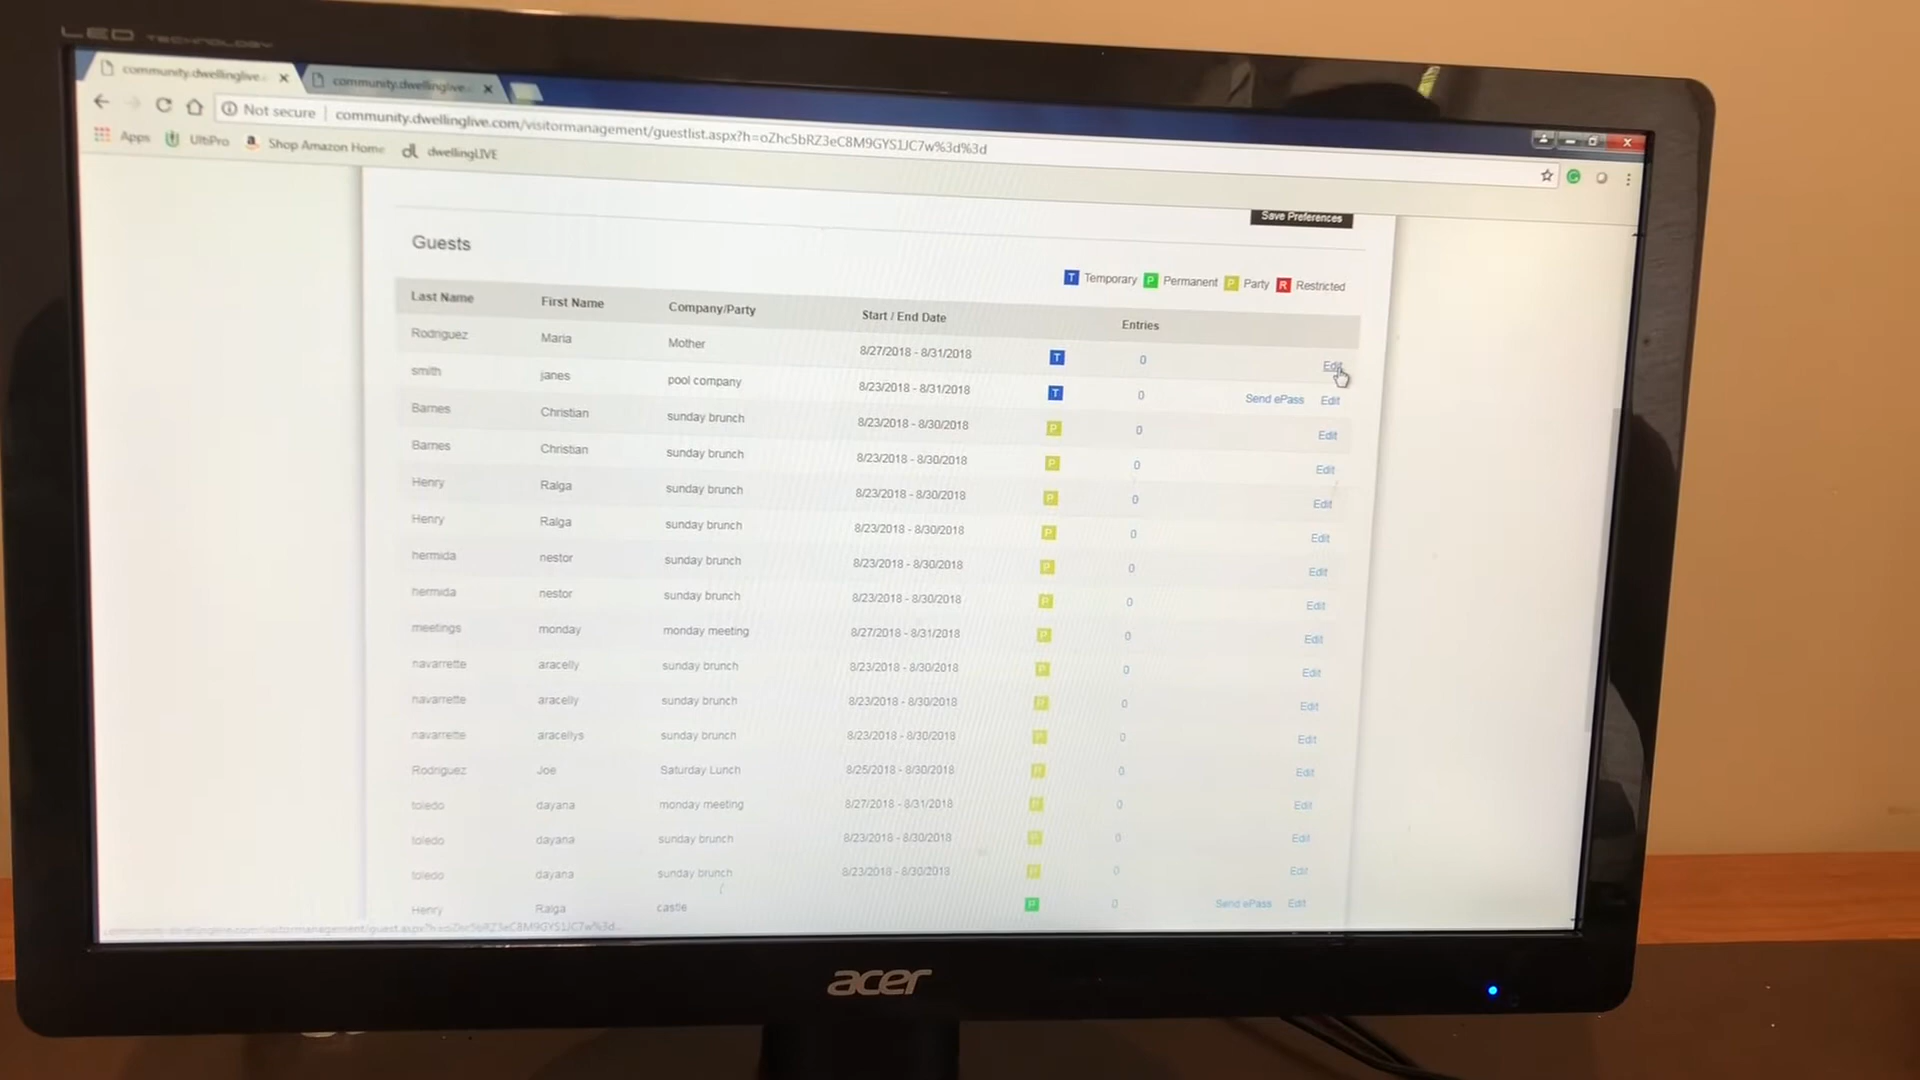 LED TECHNOLOGY
community.dwellinglive.
community.dwellinglive.
Not secure | community.dwellinglive.com/visitormanagement/guestlist.aspx?h=oZhc5bRZ3eC8M9GYS1JC7w%3d%3d
Apps UltiPro Shop Amazon Home dl dwellingLIVE
Save Preferences
Guests
T Temporary P Permanent P Party R Restricted
Last Name First Name Company/Party Start / End Date Entries
Rodriguez Maria Mother 8/27/2018 - 8/31/2018 T 0 Edit
smith janes pool company 8/23/2018 - 8/31/2018 T 0 Send ePass Edit
Barnes Christian sunday brunch 8/23/2018 - 8/30/2018 P 0 Edit
Barnes Christian sunday brunch 8/23/2018 - 8/30/2018 P 0 Edit
Henry Ralga sunday brunch 8/23/2018 - 8/30/2018 P 0 Edit
Henry Ralga sunday brunch 8/23/2018 - 8/30/2018 P 0 Edit
hermida nestor sunday brunch 8/23/2018 - 8/30/2018 P 0 Edit
hermida nestor sunday brunch 8/23/2018 - 8/30/2018 P 0 Edit
meetings monday monday meeting 8/27/2018 - 8/31/2018 P 0 Edit
navarrette aracelly sunday brunch 8/23/2018 - 8/30/2018 P 0 Edit
navarrette aracelly sunday brunch 8/23/2018 - 8/30/2018 P 0 Edit
navarrette aracellys sunday brunch 8/23/2018 - 8/30/2018 P 0 Edit
Rodriguez Joe Saturday Lunch 8/25/2018 - 8/30/2018 P 0 Edit
toledo dayana monday meeting 8/27/2018 - 8/31/2018 P 0 Edit
toledo dayana sunday brunch 8/23/2018 - 8/30/2018 P 0 Edit
toledo dayana sunday brunch 8/23/2018 - 8/30/2018 P 0 Edit
Henry Ralga castle P 0 Send ePass Edit
acer